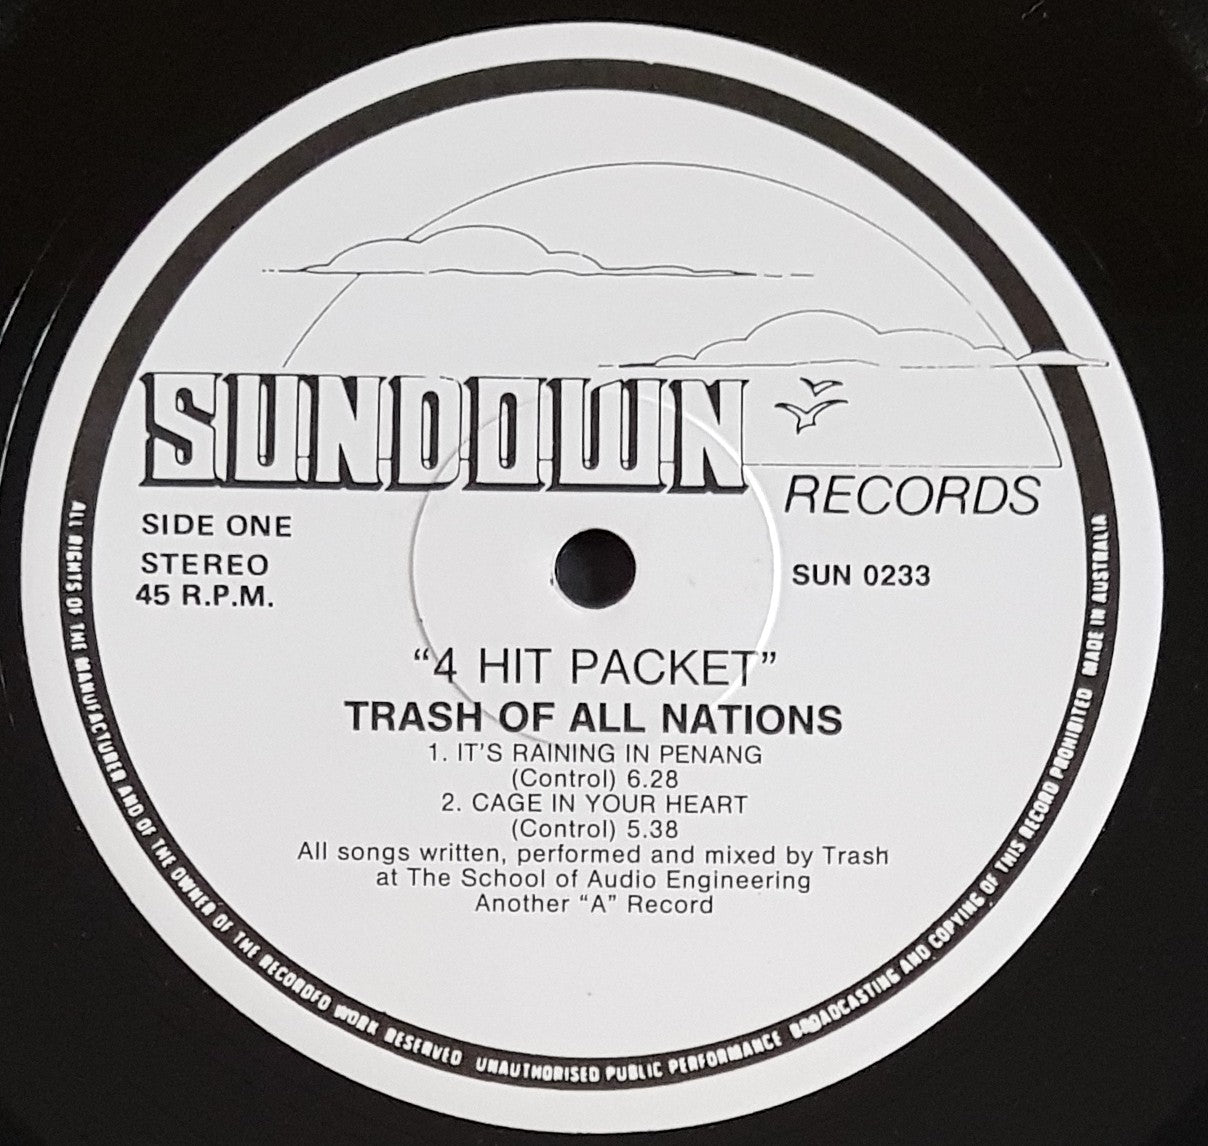 SUNDOWN
RECORDS
SIDE ONE
STEREO
45 R.P.M.
SUN 0233
“4 HIT PACKET”
TRASH OF ALL NATIONS
1. IT'S RAINING IN PENANG
(Control) 6.28
2. CAGE IN YOUR HEART
(Control) 5.38
All songs written, performed and mixed by Trash
at The School of Audio Engineering
Another “A” Record
ALL RIGHTS OF THE MANUFACTURER AND OF THE OWNER OF THE RECORDED WORK RESERVED UNAUTHORISED PUBLIC PERFORMANCE BROADCASTING AND COPYING OF THIS RECORD PROHIBITED MADE IN AUSTRALIA